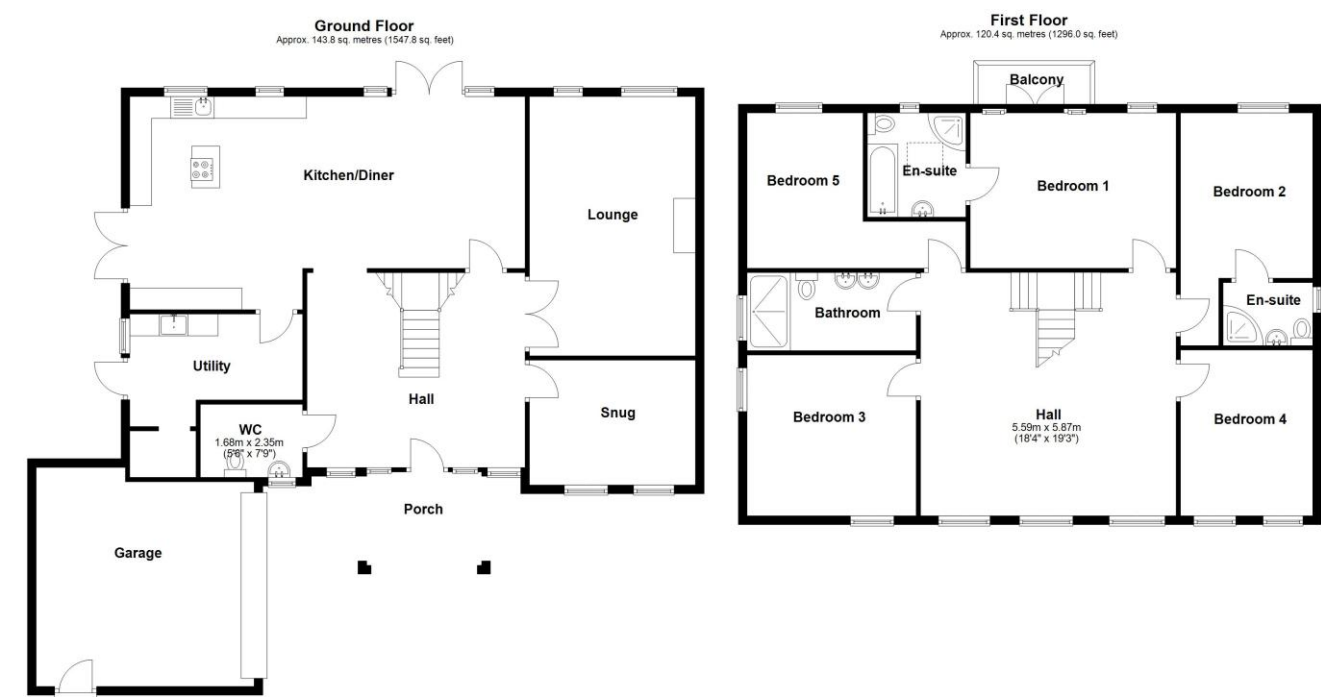 Ground Floor
Approx. 143.8 sq. metres (1547.8 sq. feet)
Kitchen/Diner
Lounge
Utility
Hall
Snug
WC
1.68m x 2.35m
(5'6" x 7'9")
Porch
Garage
First Floor
Approx. 120.4 sq. metres (1296.0 sq. feet)
Balcony
Bedroom 5
En-suite
Bedroom 1
Bedroom 2
En-suite
Bathroom
Bedroom 3
Hall
5.59m x 5.87m
(18'4" x 19'3")
Bedroom 4